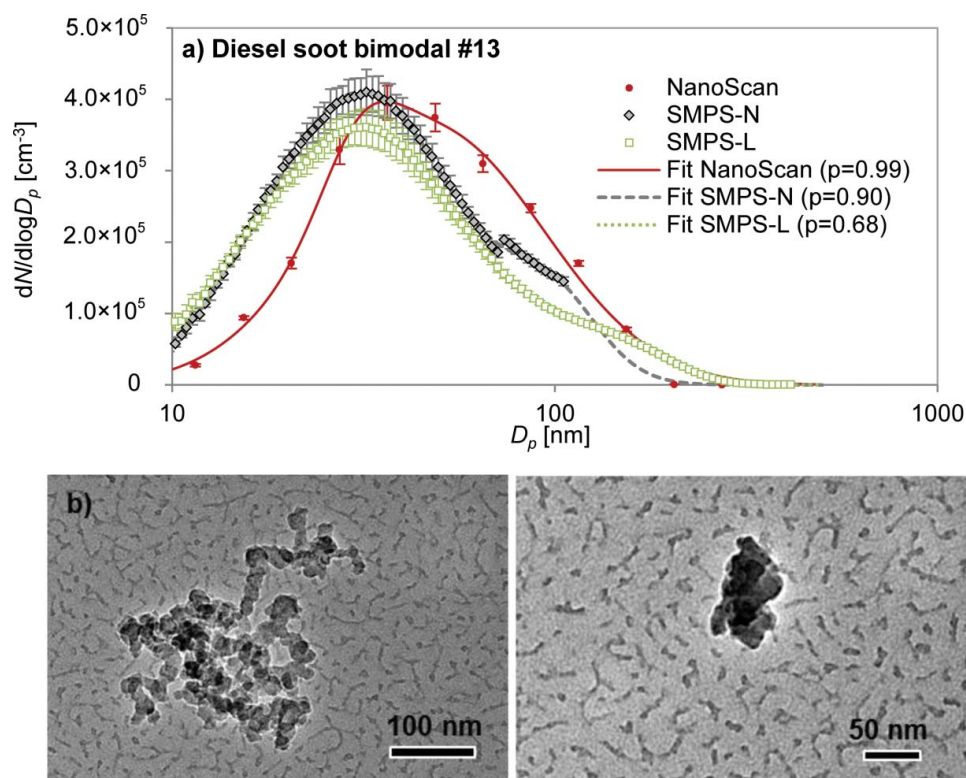 a) Diesel soot bimodal #13
5.0×10⁵
4.0×10⁵
3.0×10⁵
2.0×10⁵
1.0×10⁵
0
dN/dlogDₚ [cm⁻³]
NanoScan
SMPS-N
SMPS-L
Fit NanoScan (p=0.99)
Fit SMPS-N (p=0.90)
Fit SMPS-L (p=0.68)
10
100
1000
Dₚ [nm]
b)
100 nm
50 nm